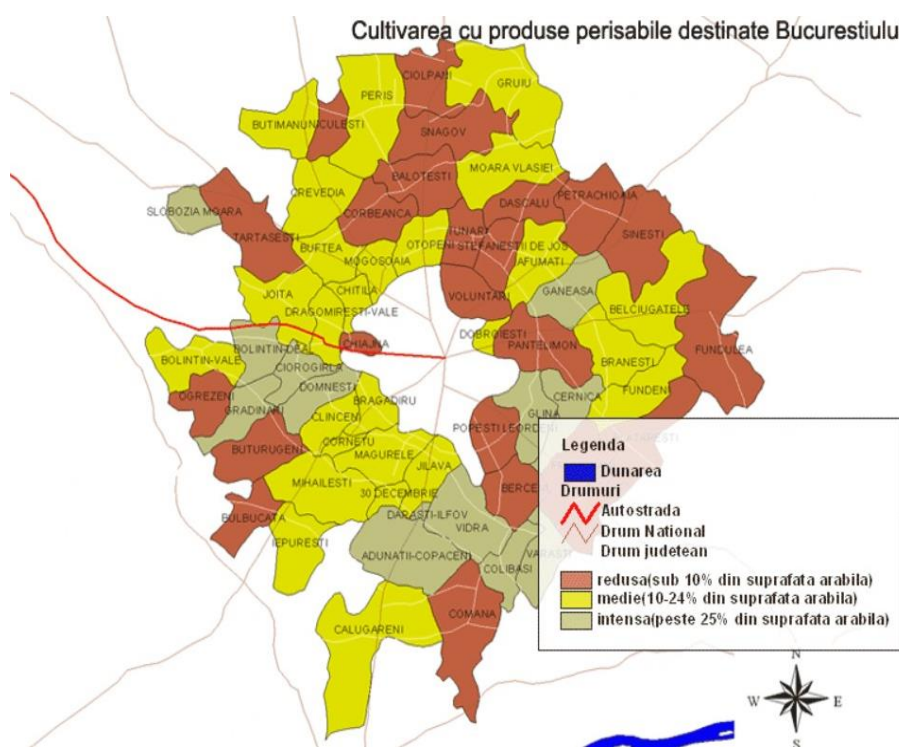 Cultivarea cu produse perisabile destinate Bucurestiului
CIOLPANI
GRUIU
PERIS
BUTIMANU
NICULESTI
SNAGOV
MOARA VLASIEI
BALOTESTI
CREVEDIA
PETRACHIOAIA
DASCALU
SLOBOZIA MOARA
CORBEANCA
TARTASESTI
TUNARI
SINESTI
BUFTEA
OTOPENI
STEFANESTII DE JOS
MOGOSOAIA
AFUMATI
JOITA
CHITILA
VOLUNTARI
GANEASA
BELCIUGATELE
DRAGOMIRESTI-VALE
DOBROIESTI
CHIAJNA
PANTELIMON
BOLINTIN-DEAL
BOLINTIN-VALE
BRANESTI
FUNDULEA
CIOROGIRLA
DOMNESTI
OGREZENI
FUNDENI
CERNICA
BRAGADIRU
GRADINARI
CLINCENI
GLINA
POPESTI LEORDENI
CORNETU
BUTURUGENI
MAGURELE
JILAVA
MIHAILESTI
BERCENI
30 DECEMBRIE
DARASTI-ILFOV
BULBUCATA
VIDRA
IEPURESTI
ADUNATII-COPACENI
VARASTI
COLIBASI
COMANA
CALUGARENI
Legenda
Dunarea
Drumuri
Autostrada
Drum National
Drum judetean
redusa(sub 10% din suprafata arabila)
medie(10-24% din suprafata arabila)
intensa(peste 25% din suprafata arabila)
N
W E
S